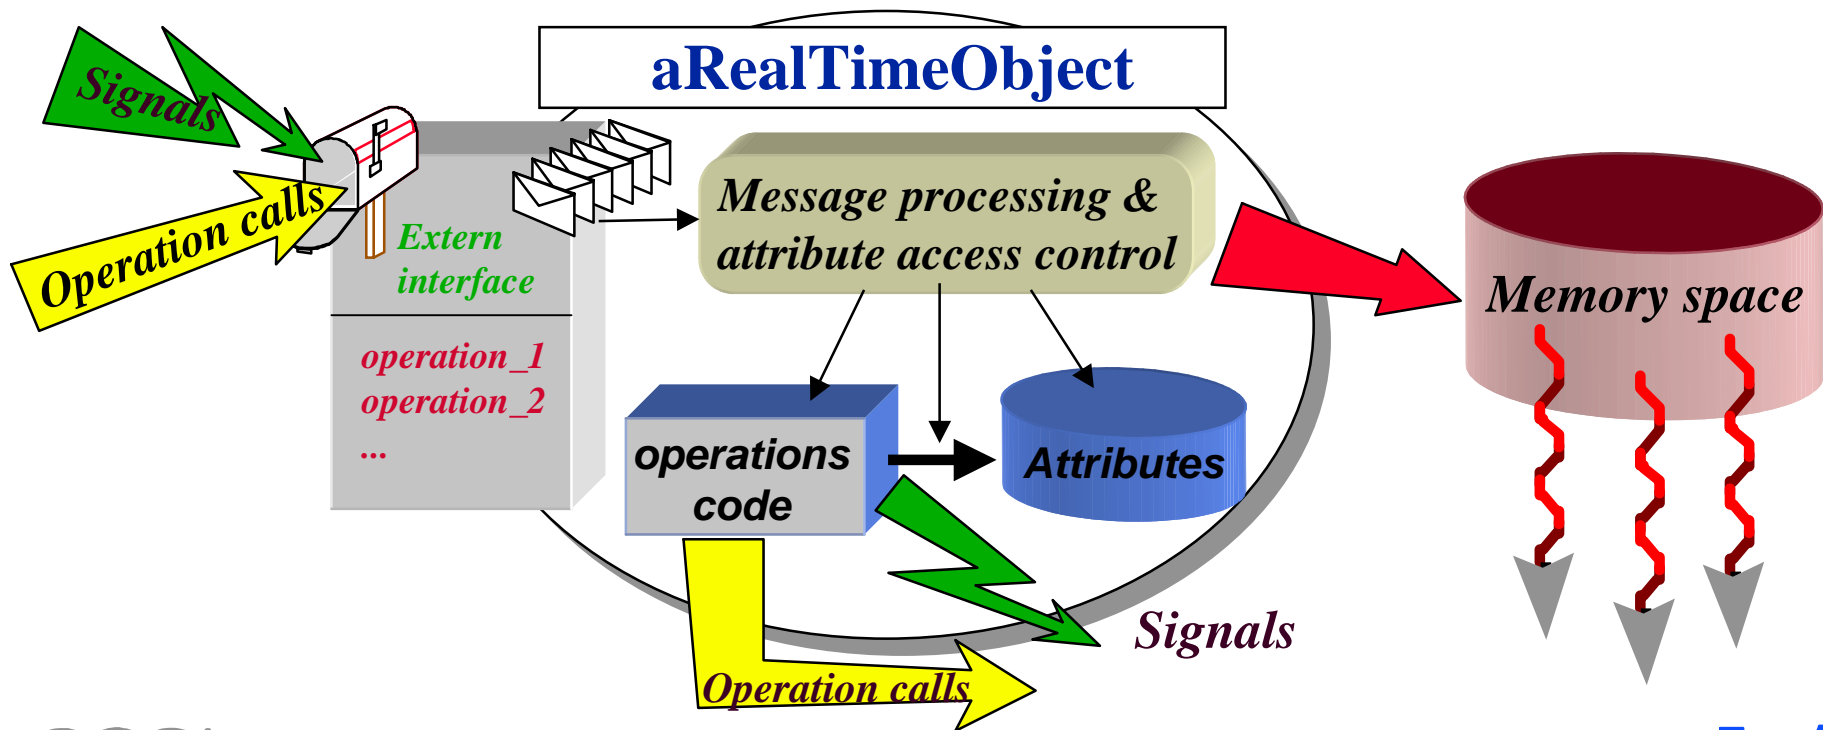 aRealTimeObject
Signals
Operation calls
Extern
interface
operation_1
operation_2
...
Message processing &
attribute access control
Memory space
operations
code
Attributes
Signals
Operation calls